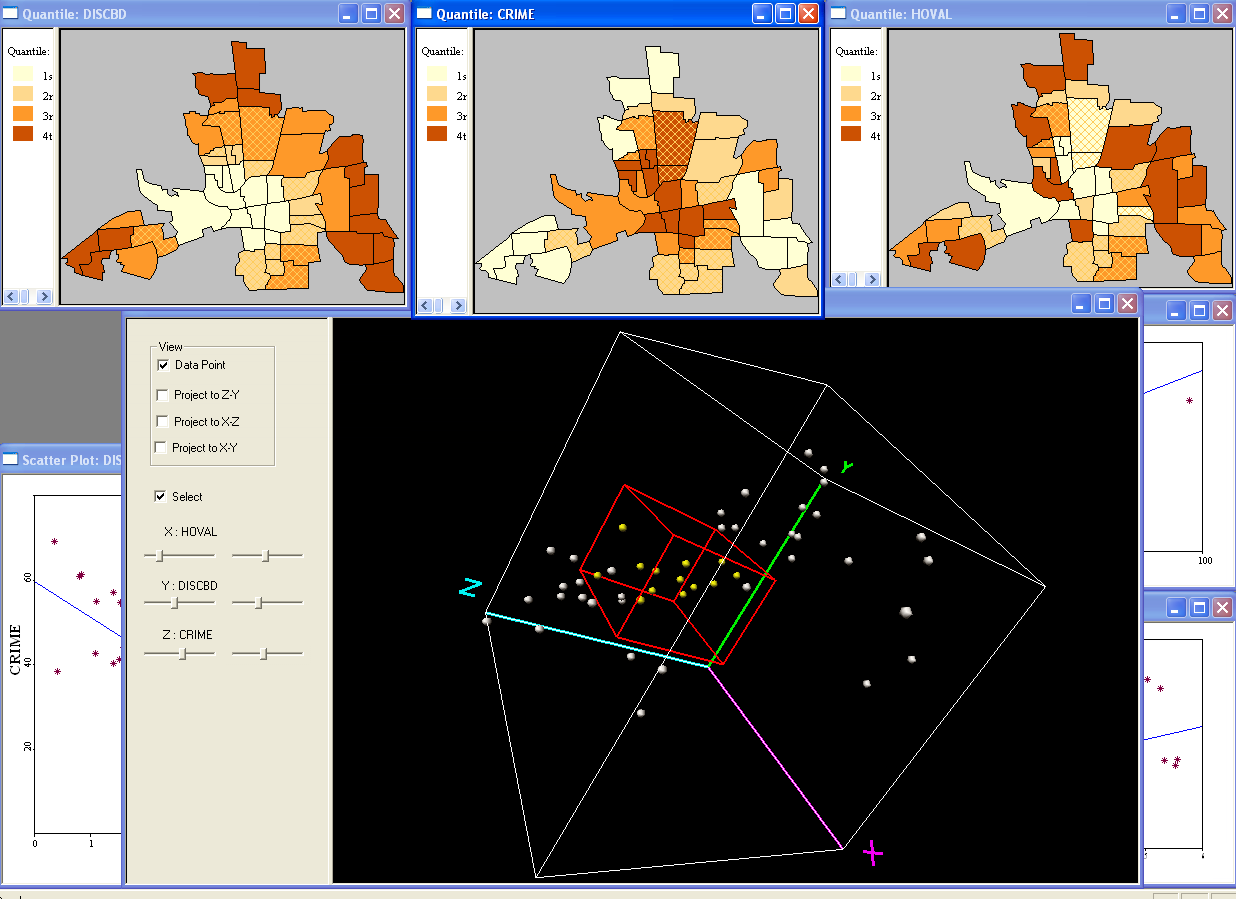 Quantile: DISCBD
Quantile:
1s
2r
3r
4t
Quantile: CRIME
Quantile:
1s
2r
3r
4t
Quantile: HOVAL
Quantile:
1s
2r
3r
4t
View
Data Point
Project to Z-Y
Project to X-Z
Project to X-Y
Select
X : HOVAL
Y : DISCBD
Z : CRIME
Y
Z
X
Scatter Plot: DIS
CRIME
60
40
20
0
1
100